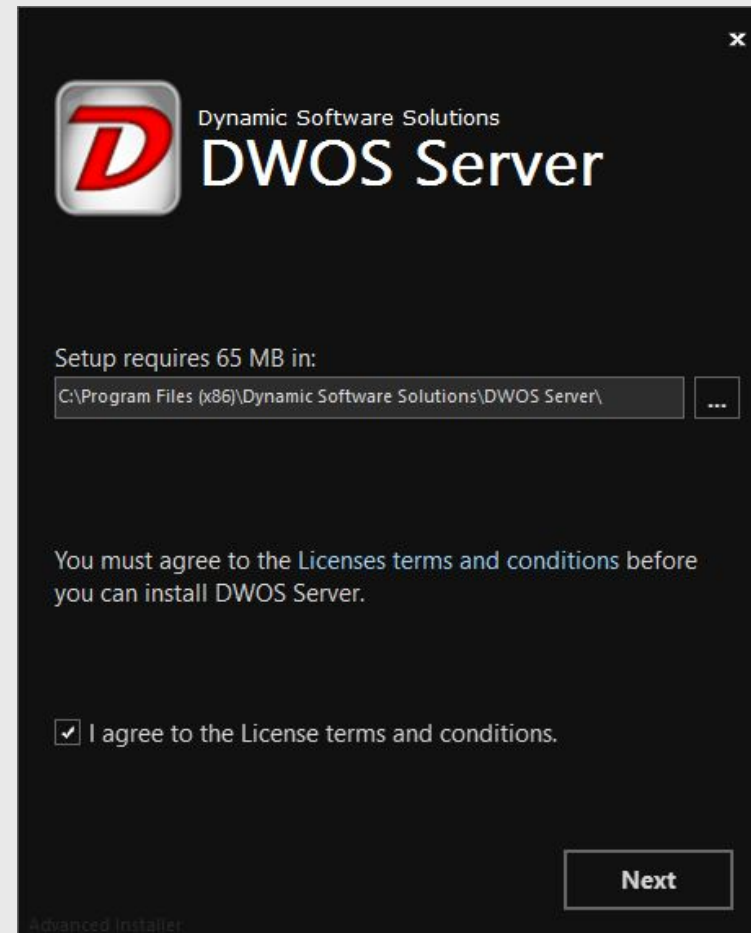 x
D
Dynamic Software Solutions
DWOS Server
Setup requires 65 MB in:
C:\Program Files (x86)\Dynamic Software Solutions\DWOS Server\
...
You must agree to the Licenses terms and conditions before
you can install DWOS Server.
I agree to the License terms and conditions.
Next
Advanced Installer